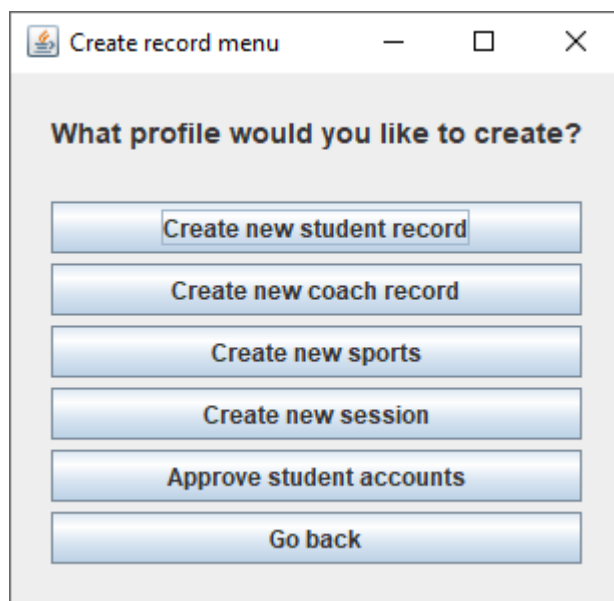 Create record menu
What profile would you like to create?
Create new student record
Create new coach record
Create new sports
Create new session
Approve student accounts
Go back